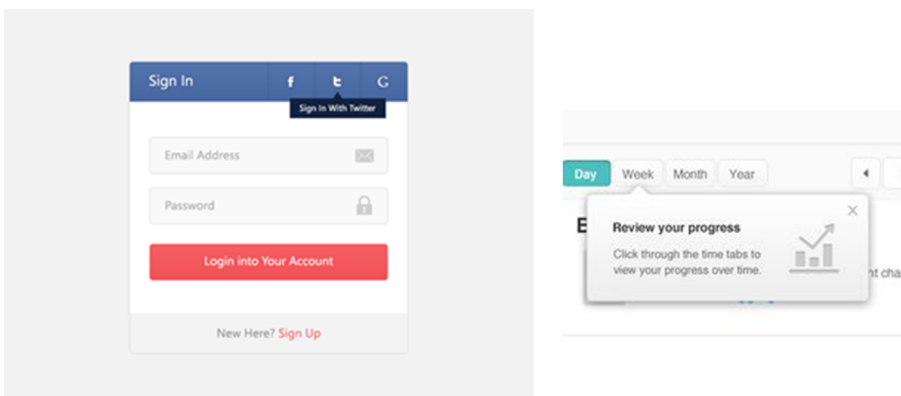 Sign In
f
t
G
Sign In With Twitter
Email Address
Password
Login into Your Account
New Here? Sign Up
Day
Week
Month
Year
Review your progress
Click through the time tabs to
view your progress over time.